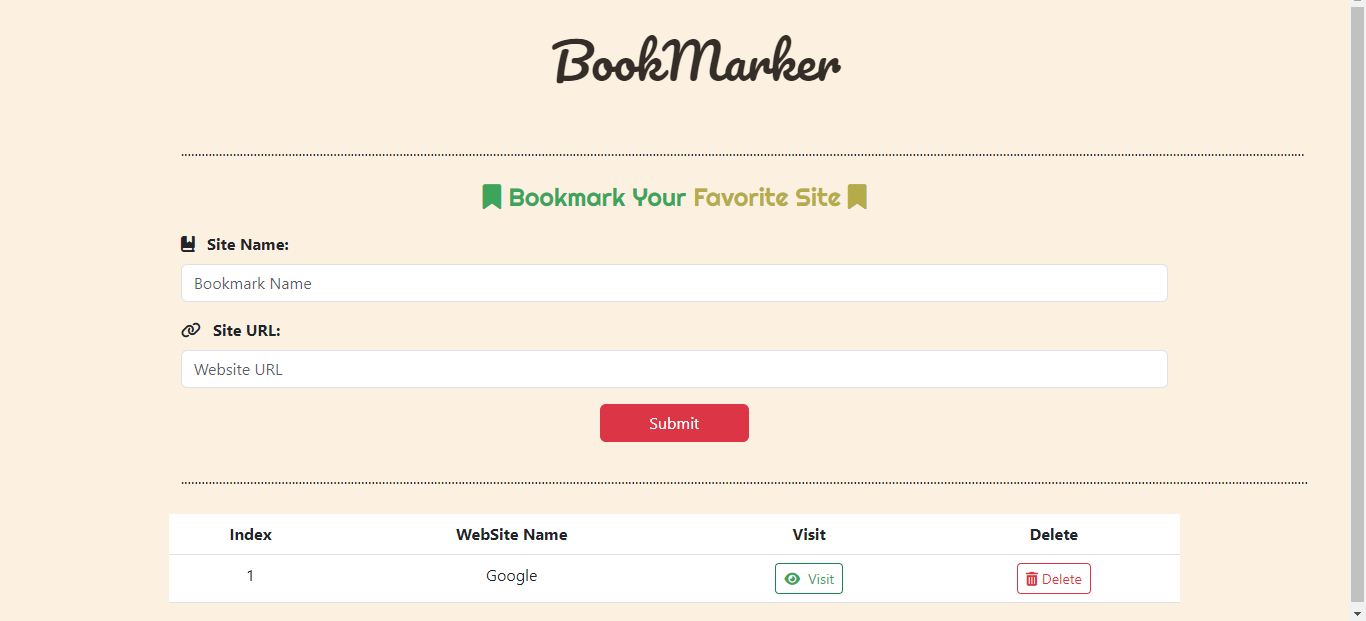 BookMarker
Bookmark Your Favorite Site
Site Name:
Bookmark Name
Site URL:
Website URL
Submit
Index WebSite Name Visit Delete
1 Google Visit Delete